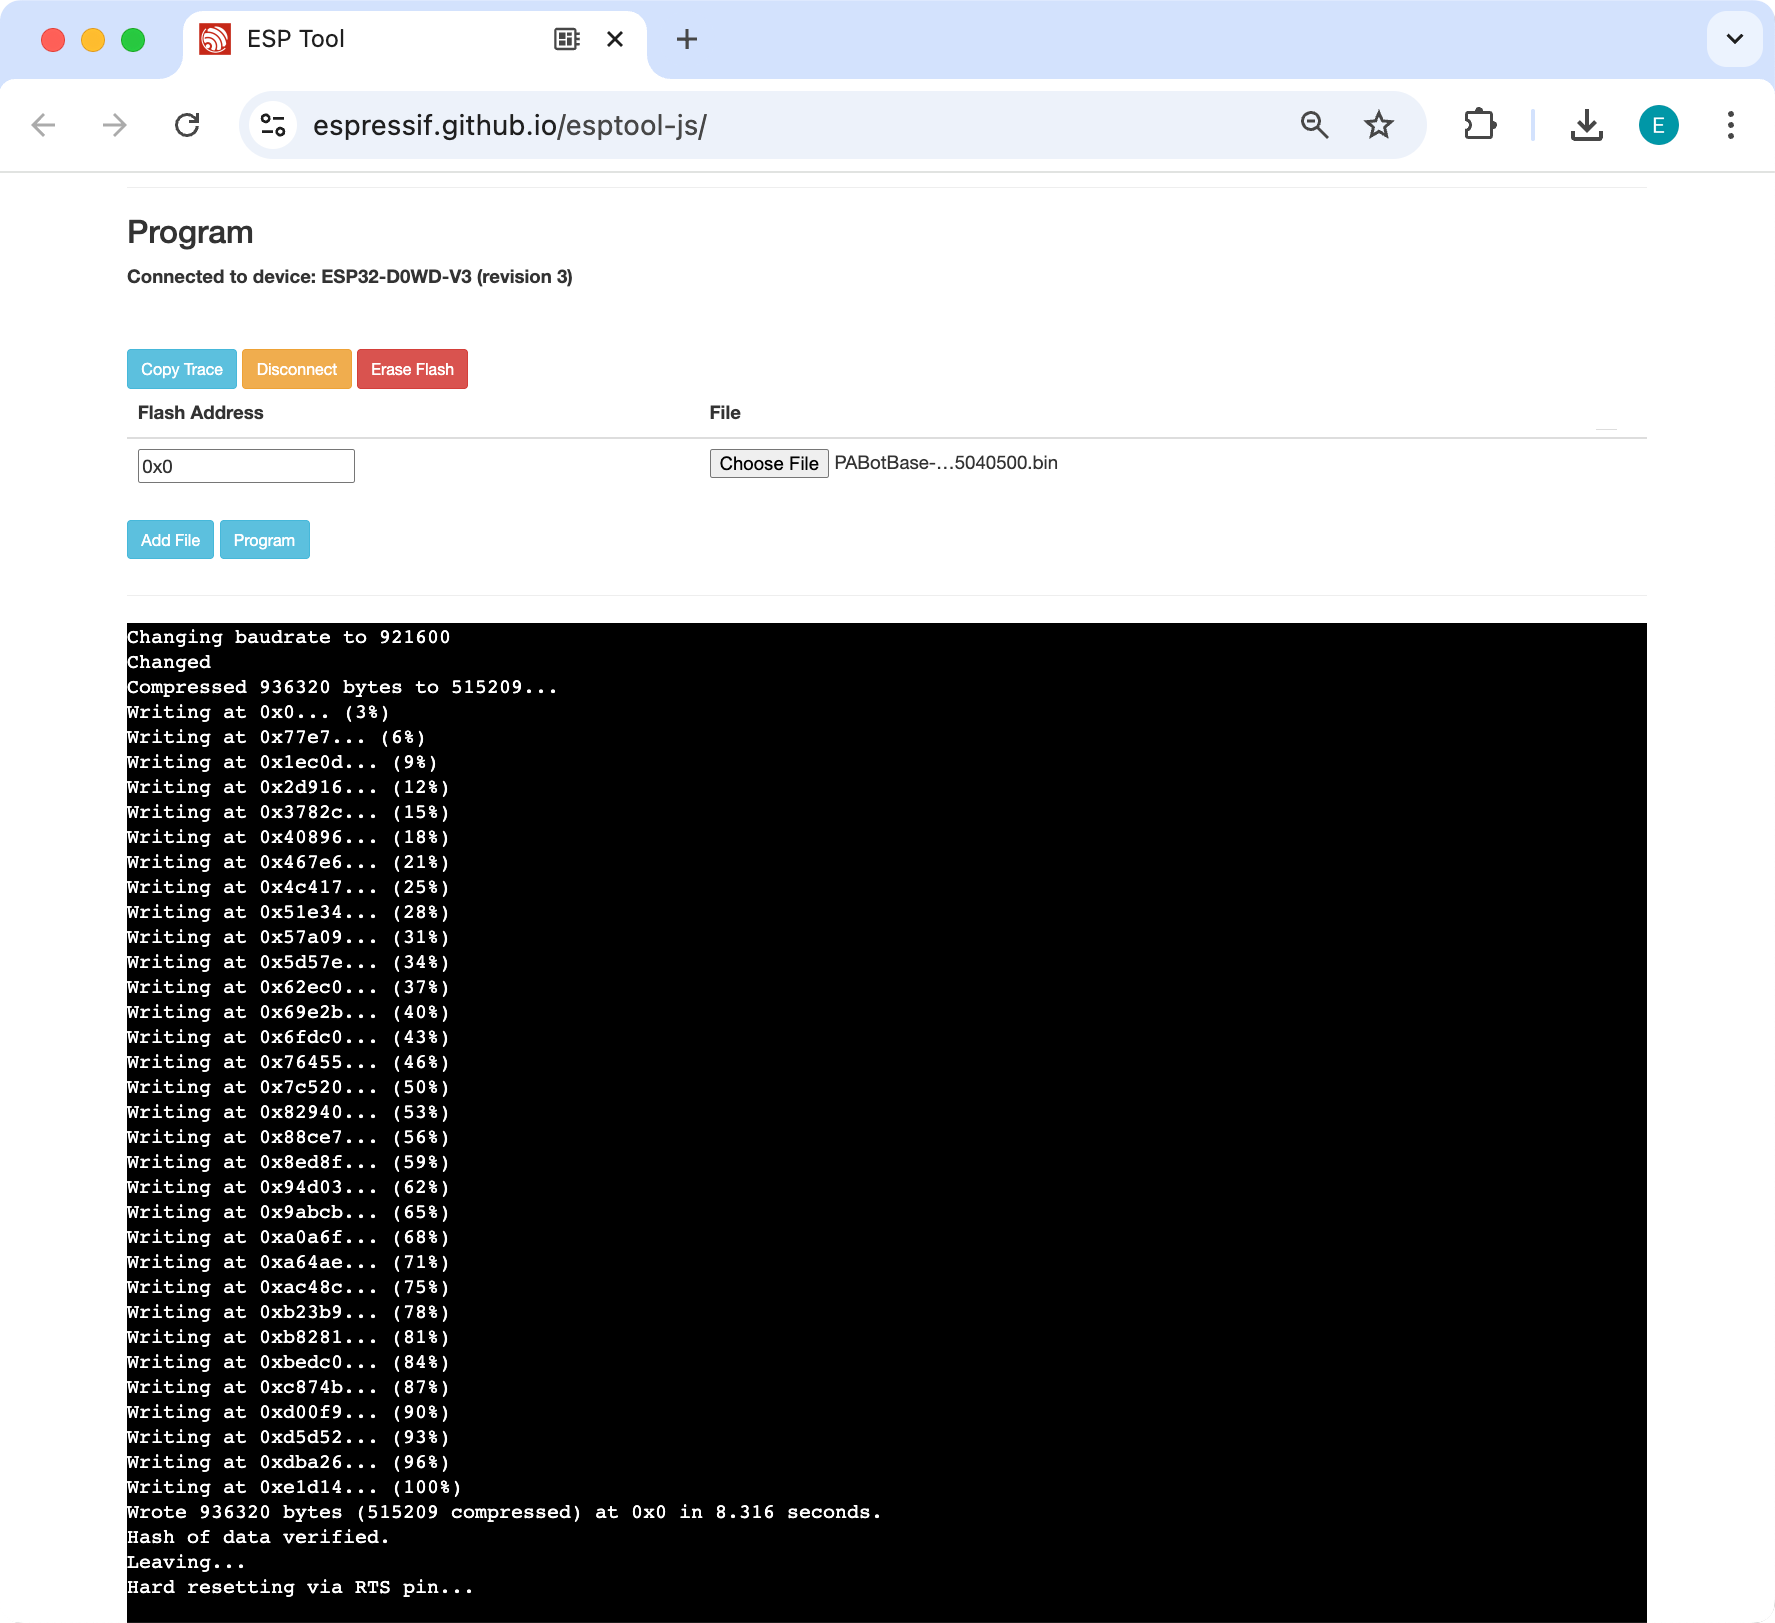 ESP Tool
espressif.github.io/esptool-js/
E
Program
Connected to device: ESP32-D0WD-V3 (revision 3)
Copy Trace Disconnect Erase Flash
Flash Address File
0x0 Choose File PABotBase-...5040500.bin
Add File Program
Changing baudrate to 921600
Changed
Compressed 936320 bytes to 515209...
Writing at 0x0... (3%)
Writing at 0x77e7... (6%)
Writing at 0x1ec0d... (9%)
Writing at 0x2d916... (12%)
Writing at 0x3782c... (15%)
Writing at 0x40896... (18%)
Writing at 0x467e6... (21%)
Writing at 0x4c417... (25%)
Writing at 0x51e34... (28%)
Writing at 0x57a09... (31%)
Writing at 0x5d57e... (34%)
Writing at 0x62ec0... (37%)
Writing at 0x69e2b... (40%)
Writing at 0x6fdc0... (43%)
Writing at 0x76455... (46%)
Writing at 0x7c520... (50%)
Writing at 0x82940... (53%)
Writing at 0x88ce7... (56%)
Writing at 0x8ed8f... (59%)
Writing at 0x94d03... (62%)
Writing at 0x9abcb... (65%)
Writing at 0xa0a6f... (68%)
Writing at 0xa64ae... (71%)
Writing at 0xac48c... (75%)
Writing at 0xb23b9... (78%)
Writing at 0xb8281... (81%)
Writing at 0xbedc0... (84%)
Writing at 0xc874b... (87%)
Writing at 0xd00f9... (90%)
Writing at 0xd5d52... (93%)
Writing at 0xdba26... (96%)
Writing at 0xe1d14... (100%)
Wrote 936320 bytes (515209 compressed) at 0x0 in 8.316 seconds.
Hash of data verified.
Leaving...
Hard resetting via RTS pin...